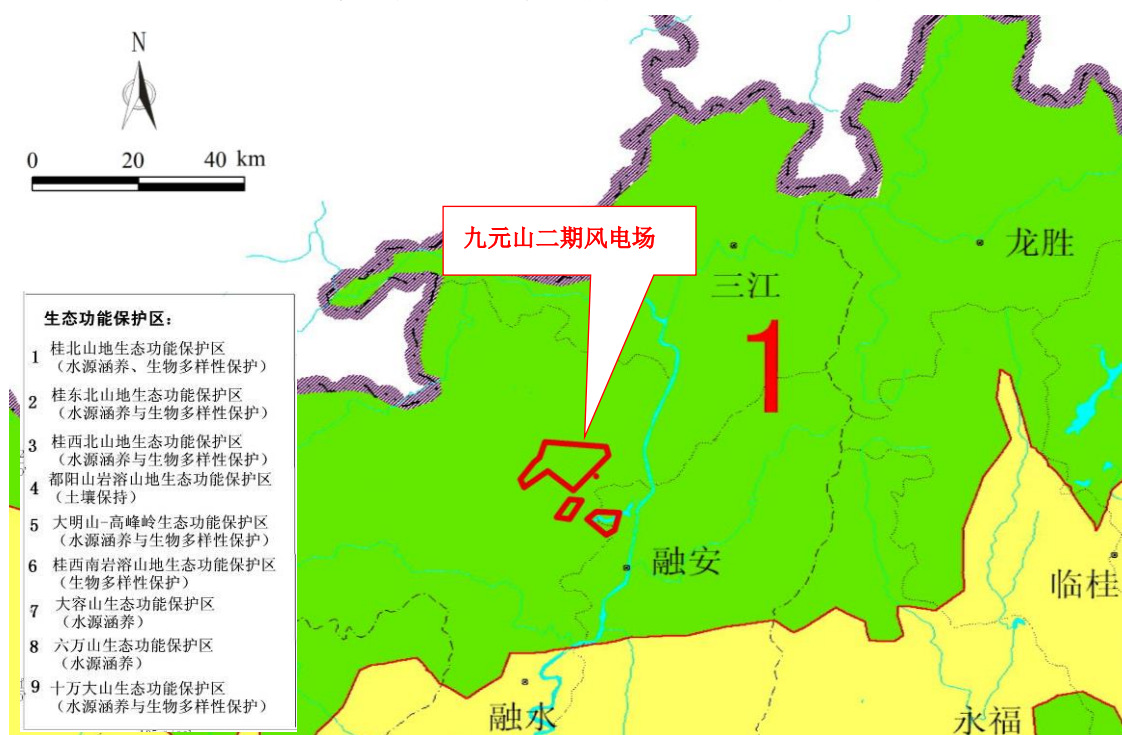 N
0 20 40 km
九元山二期风电场
三江
龙胜
1
融安
临桂
融水
永福
生态功能保护区：
1 桂北山地生态功能保护区
（水源涵养、生物多样性保护）
2 桂东北山地生态功能保护区
（水源涵养与生物多样性保护）
3 桂西北山地生态功能保护区
（水源涵养与生物多样性保护）
4 都阳山岩溶山地生态功能保护区
（土壤保持）
5 大明山-高峰岭生态功能保护区
（水源涵养与生物多样性保护）
6 桂西南岩溶山地生态功能保护区
（生物多样性保护）
7 大容山生态功能保护区
（水源涵养）
8 六万山生态功能保护区
（水源涵养）
9 十万大山生态功能保护区
（水源涵养与生物多样性保护）